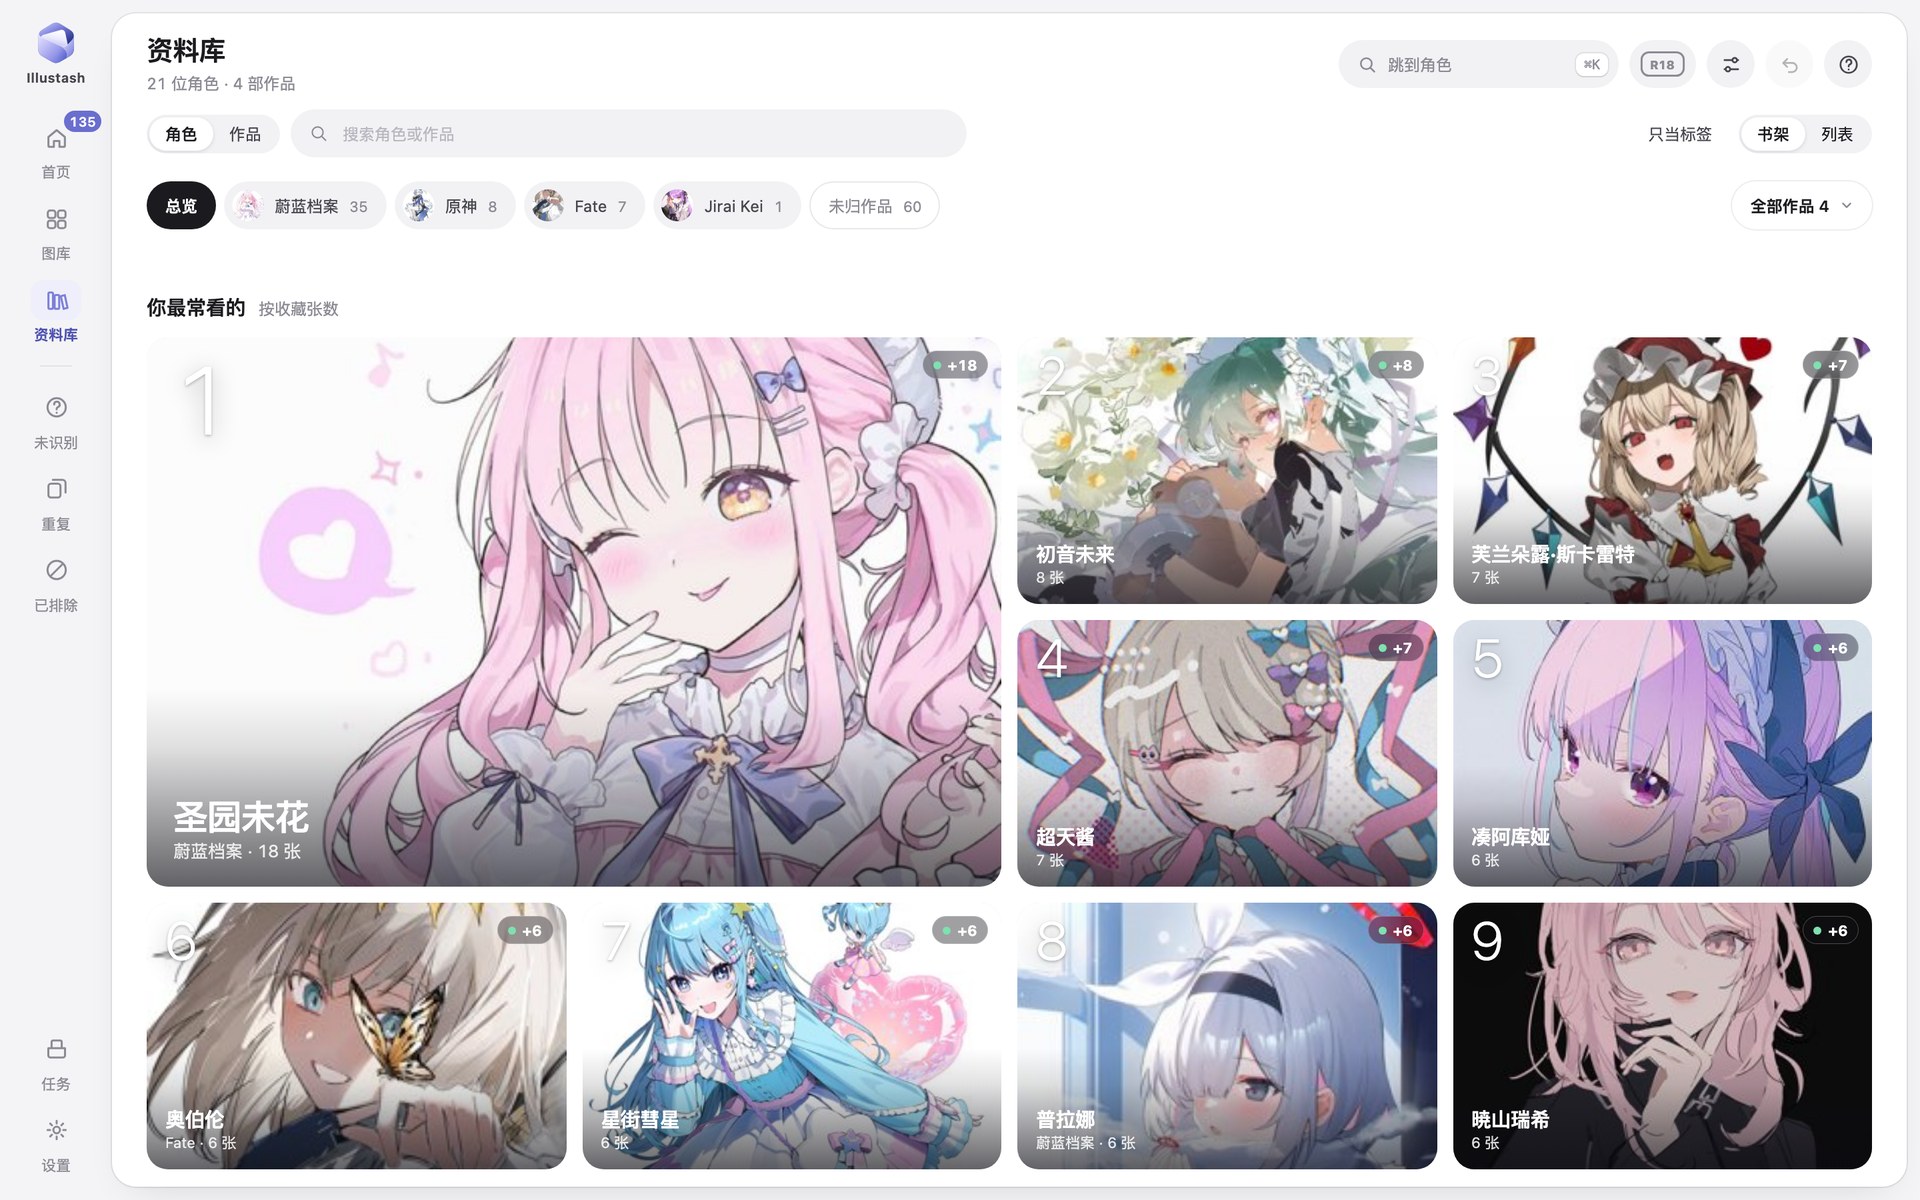 Illustash
135
首页
图库
资料库
未识别
重复
已排除
任务
设置
资料库
21 位角色 · 4 部作品
跳到角色 ⌘K
R18
角色 作品
搜索角色或作品
只当标签
书架 列表
总览
蔚蓝档案 35
原神 8
Fate 7
Jirai Kei 1
未归作品 60
全部作品 4
你最常看的 按收藏张数
1
+18
圣园未花
蔚蓝档案 · 18 张
2
+8
初音未来
8 张
3
+7
芙兰朵露·斯卡雷特
7 张
4
+7
超天酱
7 张
5
+6
凑阿库娅
6 张
6
+6
奥伯伦
Fate · 6 张
7
+6
星街彗星
6 张
8
+6
普拉娜
蔚蓝档案 · 6 张
9
+6
晓山瑞希
6 张